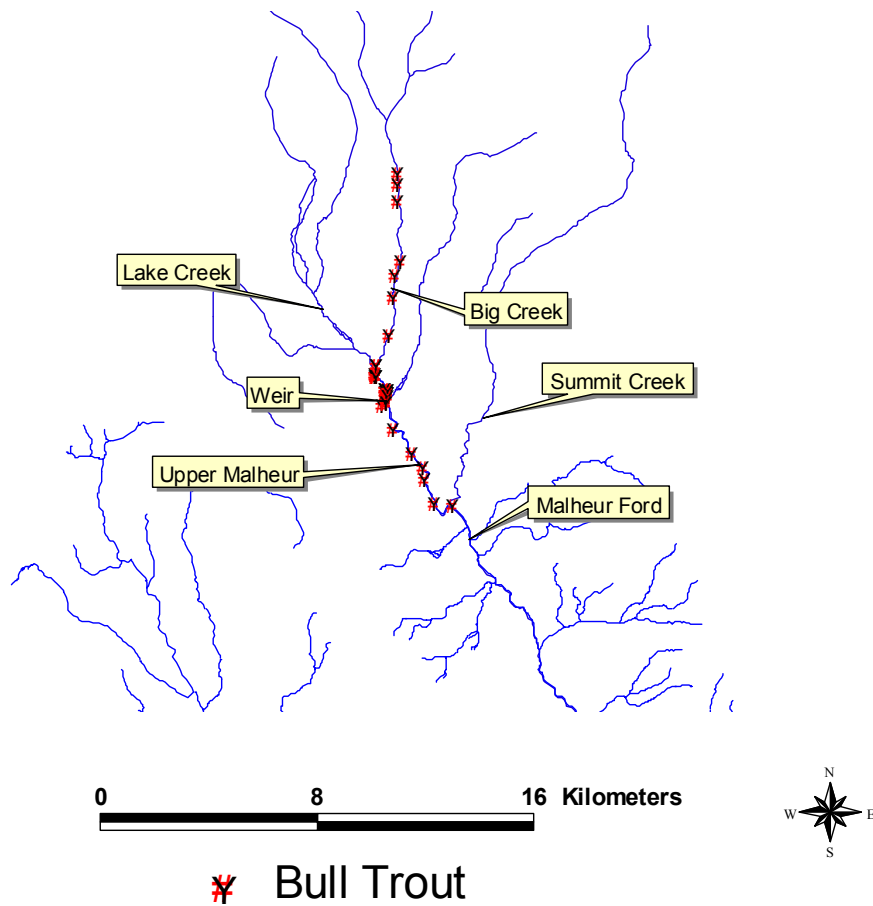 Lake Creek
Big Creek
Weir
Summit Creek
Upper Malheur
Malheur Ford
0 8 16 Kilometers
N
W E
S
Bull Trout